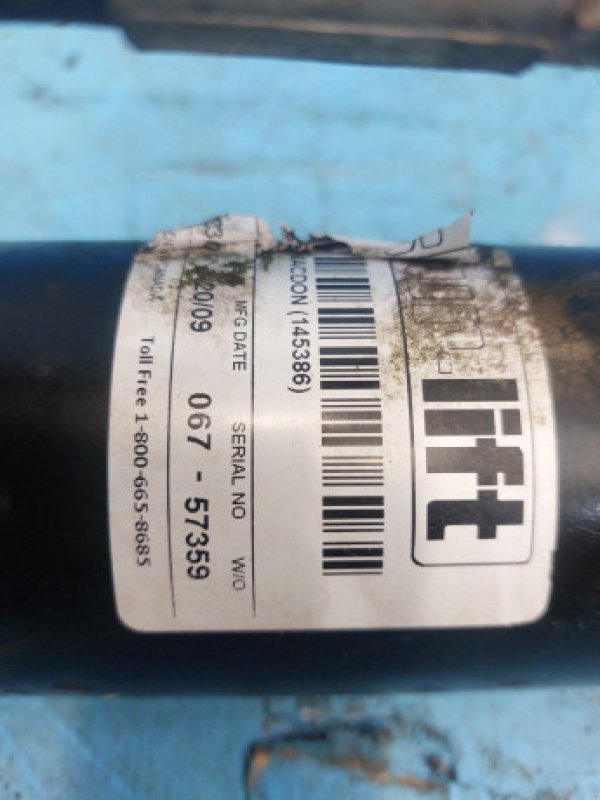 lift
ACDON (145386)
MFG DATE SERIAL NO W/O
20/09 067 - 57359
Toll Free 1-800-665-8685